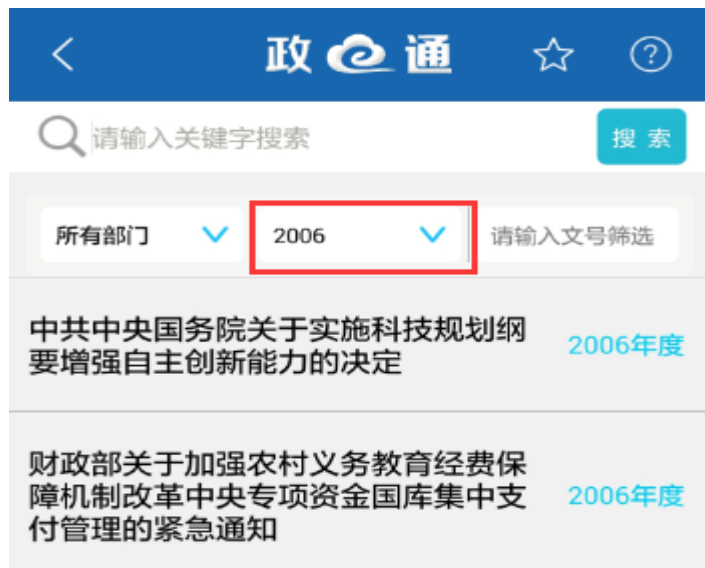 政通
请输入关键字搜索
搜索
所有部门
2006
请输入文号筛选
中共中央国务院关于实施科技规划纲
要增强自主创新能力的决定
2006年度
财政部关于加强农村义务教育经费保
障机制改革中央专项资金国库集中支
付管理的紧急通知
2006年度